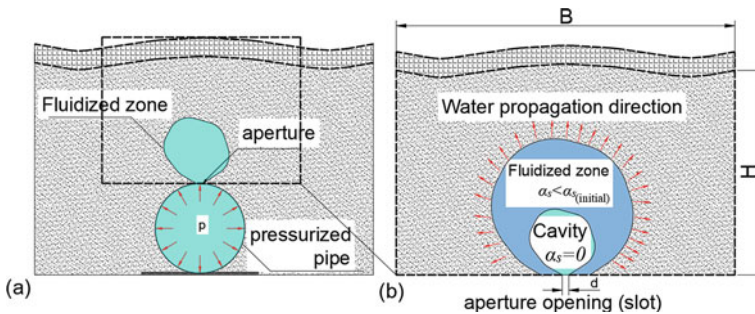 Fluidized zone
aperture
p
pressurized
pipe
(a)
B
Water propagation direction
H
Fluidized zone
αs<αs(initial)
Cavity
αs=0
d
(b)
aperture opening (slot)